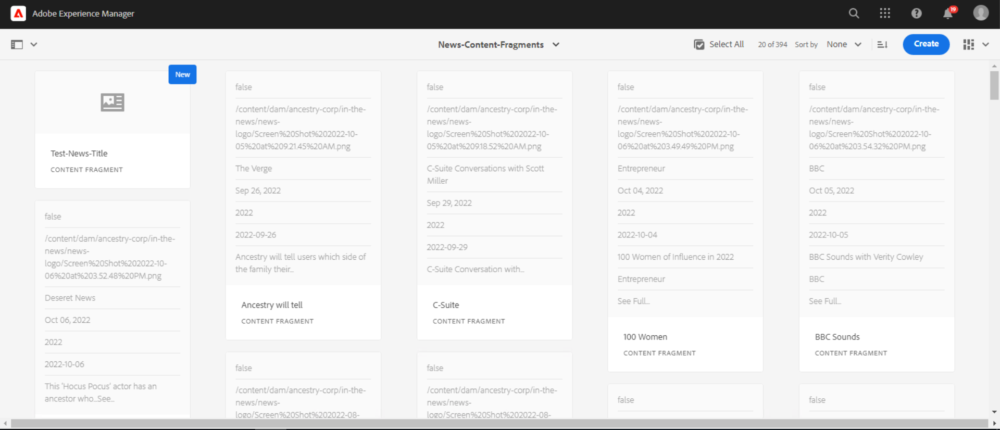 Adobe Experience Manager
19
News-Content-Fragments
Select All
20 of 394
Sort by
None
Create
New
Test-News-Title
CONTENT FRAGMENT
false
/content/dam/ancestry-corp/in-the-
news/news-
logo/Screen%20Shot%202022-10-
06%20at%203.52.48%20PM.png
Deseret News
Oct 06, 2022
2022
2022-10-06
This ‘Hocus Pocus’ actor has an
ancestor who...See...
false
/content/dam/ancestry-corp/in-the-
news/news-
logo/Screen%20Shot%202022-10-
05%20at%209.21.45%20AM.png
The Verge
Sep 26, 2022
2022
2022-09-26
Ancestry will tell users which side of
the family their...
Ancestry will tell
CONTENT FRAGMENT
false
/content/dam/ancestry-corp/in-the-
news/news-
logo/Screen%20Shot%202022-08-
false
/content/dam/ancestry-corp/in-the-
news/news-
logo/Screen%20Shot%202022-10-
05%20at%209.18.52%20AM.png
C-Suite Conversations with Scott
Miller
Sep 29, 2022
2022
2022-09-29
C-Suite Conversation with...
C-Suite
CONTENT FRAGMENT
false
/content/dam/ancestry-corp/in-the-
news/news-
logo/Screen%20Shot%202022-08-
false
/content/dam/ancestry-corp/in-the-
news/news-
logo/Screen%20Shot%202022-10-
06%20at%203.49.49%20PM.png
Entrepreneur
Oct 04, 2022
2022
2022-10-04
100 Women of Influence in 2022
Entrepreneur
See Full...
100 Women
CONTENT FRAGMENT
false
false
/content/dam/ancestry-corp/in-the-
news/news-
logo/Screen%20Shot%202022-10-
06%20at%203.54.32%20PM.png
BBC
Oct 05, 2022
2022
2022-10-05
BBC Sounds with Verity Cowley
BBC
See Full...
BBC Sounds
CONTENT FRAGMENT
false